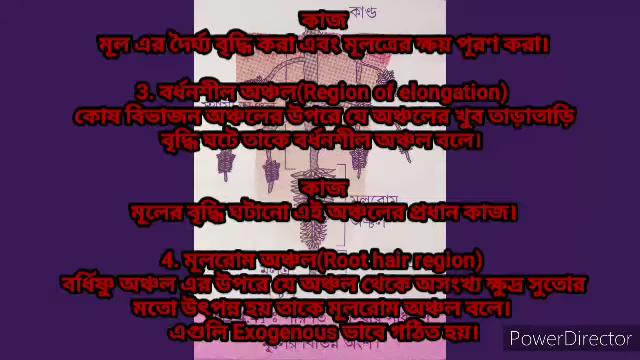 কাণ্ড
কাজ
মূল এর দৈর্ঘ্য বৃদ্ধি করা এবং মূলত্রের ক্ষয় পূরণ করা।
3. বর্ধনশীল অঞ্চল(Region of elongation)
কোষ বিভাজন অঞ্চলের উপরে যে অঞ্চলের খুব তাড়াতাড়ি
বৃদ্ধি ঘটে তাকে বর্ধনশীল অঞ্চল বলে।
কাজ
মূলের বৃদ্ধি ঘটানো এই অঞ্চলের প্রধান কাজ।
মূলরোম
4. মূলরোম অঞ্চল(Root hair region)
বর্ধিষ্ণু অঞ্চল এর উপরে যে অঞ্চল থেকে অসংখ্য ক্ষুদ্র সুতোর
মতো উৎপন্ন হয় তাকে মূলরোম অঞ্চল বলে।
এগুলি Exogenous ভাবে গঠিত হয়।
PowerDirector